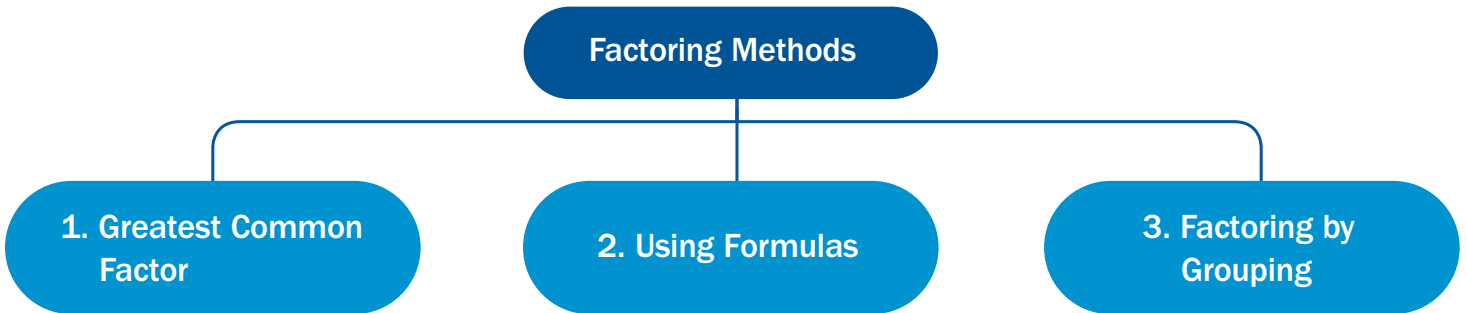 Factoring Methods
1. Greatest Common
Factor
2. Using Formulas
3. Factoring by
Grouping